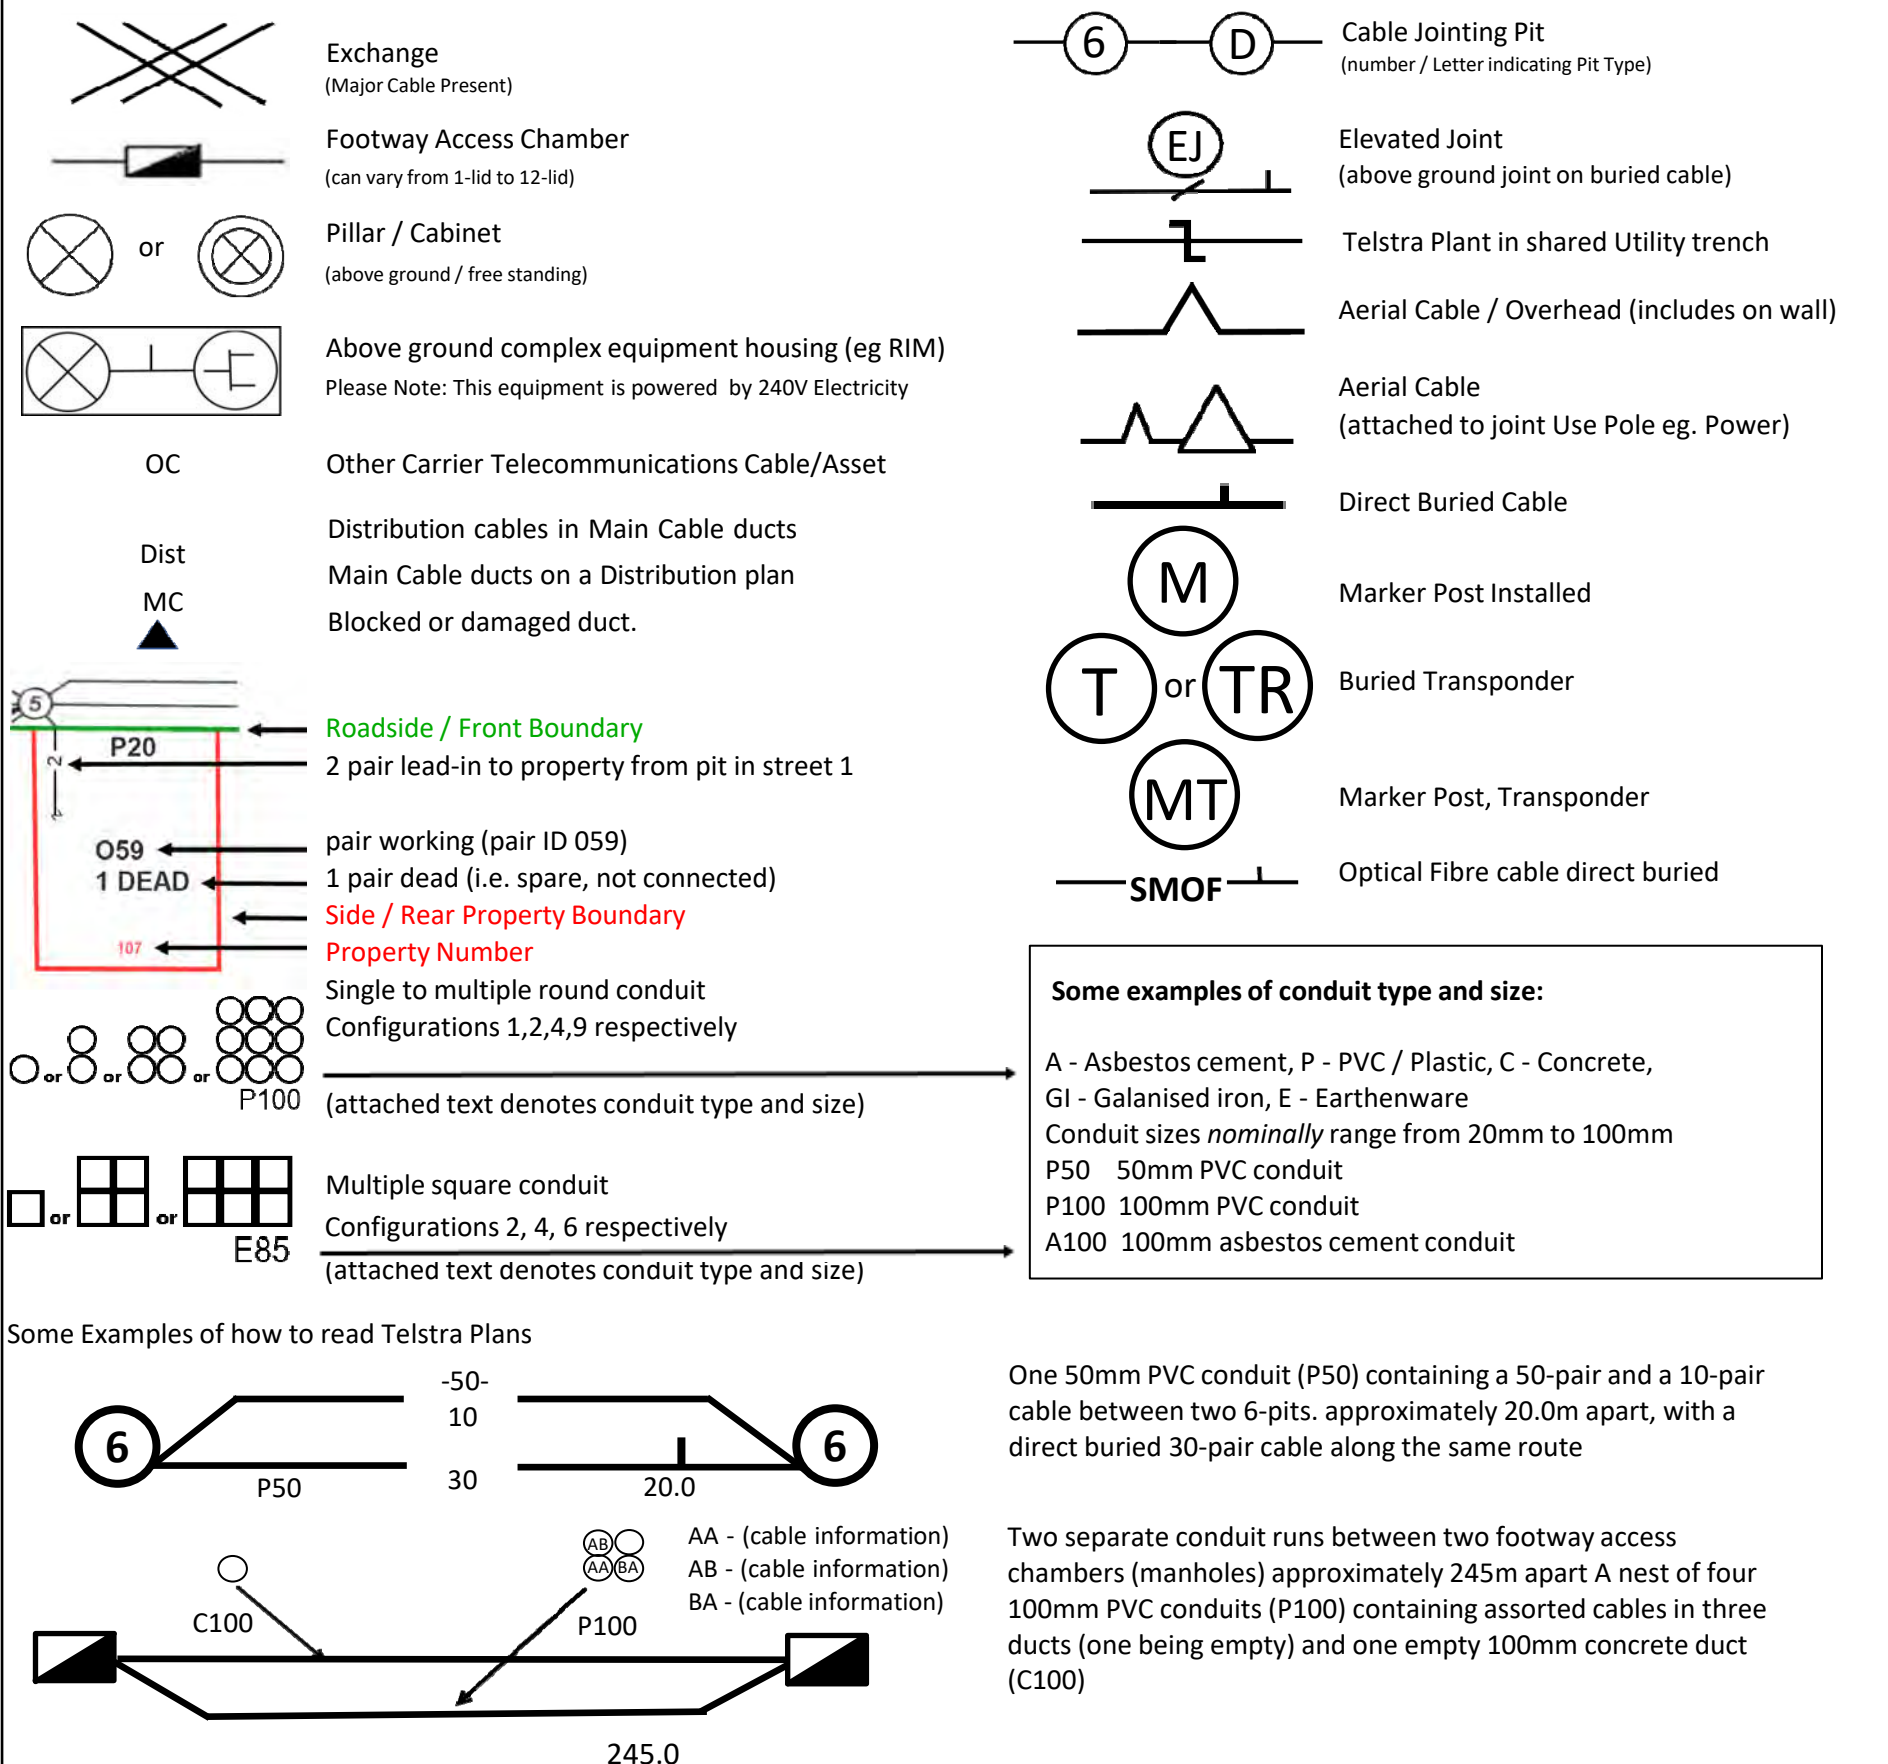 Exchange
(Major Cable Present)
Footway Access Chamber
(can vary from 1-lid to 12-lid)
or
Pillar / Cabinet
(above ground / free standing)
Above ground complex equipment housing (eg RIM)
Please Note: This equipment is powered by 240V Electricity
OC
Other Carrier Telecommunications Cable/Asset
Distribution cables in Main Cable ducts
Dist
Main Cable ducts on a Distribution plan
MC
Blocked or damaged duct.
5
Roadside / Front Boundary
P20
2
2 pair lead-in to property from pit in street 1
O59
pair working (pair ID 059)
1 DEAD
1 pair dead (i.e. spare, not connected)
Side / Rear Property Boundary
107
Property Number
Single to multiple round conduit
Configurations 1,2,4,9 respectively
or or or
P100
(attached text denotes conduit type and size)
Multiple square conduit
or or
Configurations 2, 4, 6 respectively
E85
(attached text denotes conduit type and size)
6 D
Cable Jointing Pit
(number / Letter indicating Pit Type)
EJ
Elevated Joint
(above ground joint on buried cable)
Telstra Plant in shared Utility trench
Aerial Cable / Overhead (includes on wall)
Aerial Cable
(attached to joint Use Pole eg. Power)
Direct Buried Cable
M
Marker Post Installed
T or TR
Buried Transponder
MT
Marker Post, Transponder
SMOF
Optical Fibre cable direct buried
Some examples of conduit type and size:
A - Asbestos cement, P - PVC / Plastic, C - Concrete,
GI - Galanised iron, E - Earthenware
Conduit sizes nominally range from 20mm to 100mm
P50 50mm PVC conduit
P100 100mm PVC conduit
A100 100mm asbestos cement conduit
Some Examples of how to read Telstra Plans
-50-
10
6
6
P50
30
20.0
One 50mm PVC conduit (P50) containing a 50-pair and a 10-pair
cable between two 6-pits. approximately 20.0m apart, with a
direct buried 30-pair cable along the same route
AB
AA BA
AA - (cable information)
AB - (cable information)
BA - (cable information)
C100
P100
245.0
Two separate conduit runs between two footway access
chambers (manholes) approximately 245m apart A nest of four
100mm PVC conduits (P100) containing assorted cables in three
ducts (one being empty) and one empty 100mm concrete duct
(C100)